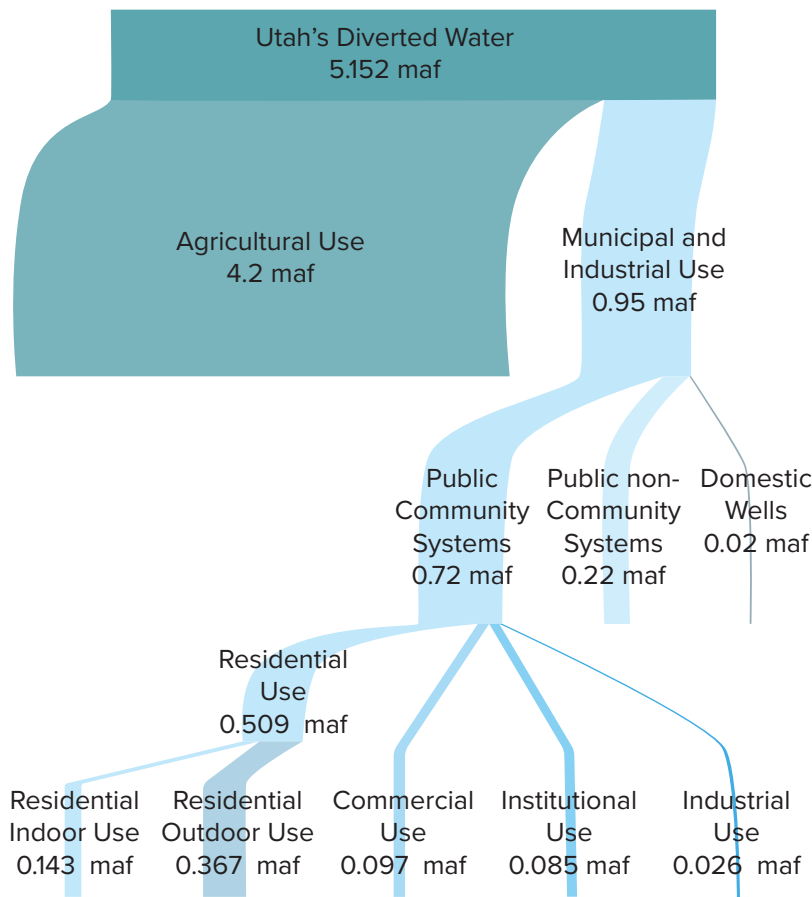 Utah's Diverted Water
5.152 maf
Agricultural Use
4.2 maf
Municipal and
Industrial Use
0.95 maf
Public
Community
Systems
0.72 maf
Public non-
Community
Systems
0.22 maf
Domestic
Wells
0.02 maf
Residential
Use
0.509 maf
Residential
Indoor Use
0.143 maf
Residential
Outdoor Use
0.367 maf
Commercial
Use
0.097 maf
Institutional
Use
0.085 maf
Industrial
Use
0.026 maf